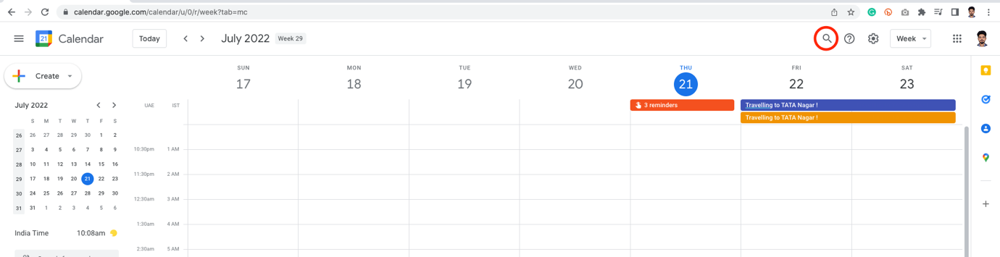 calendar.google.com/calendar/u/0/r/week?tab=mc
21 Calendar Today July 2022 Week 29 Week
Create
SUN MON TUE WED THU FRI SAT
17 18 19 20 21 22 23
July 2022
UAE IST
3 reminders
Travelling to TATA Nagar !
Travelling to TATA Nagar !
S M T W T F S
26 26 27 28 29 30 1 2
27 3 4 5 6 7 8 9
28 10 11 12 13 14 15 16
29 17 18 19 20 21 22 23
30 24 25 26 27 28 29 30
31 31 1 2 3 4 5 6
10:30pm 1 AM
11:30pm 2 AM
12:30am 3 AM
1:30am 4 AM
2:30am 5 AM
India Time 10:08am